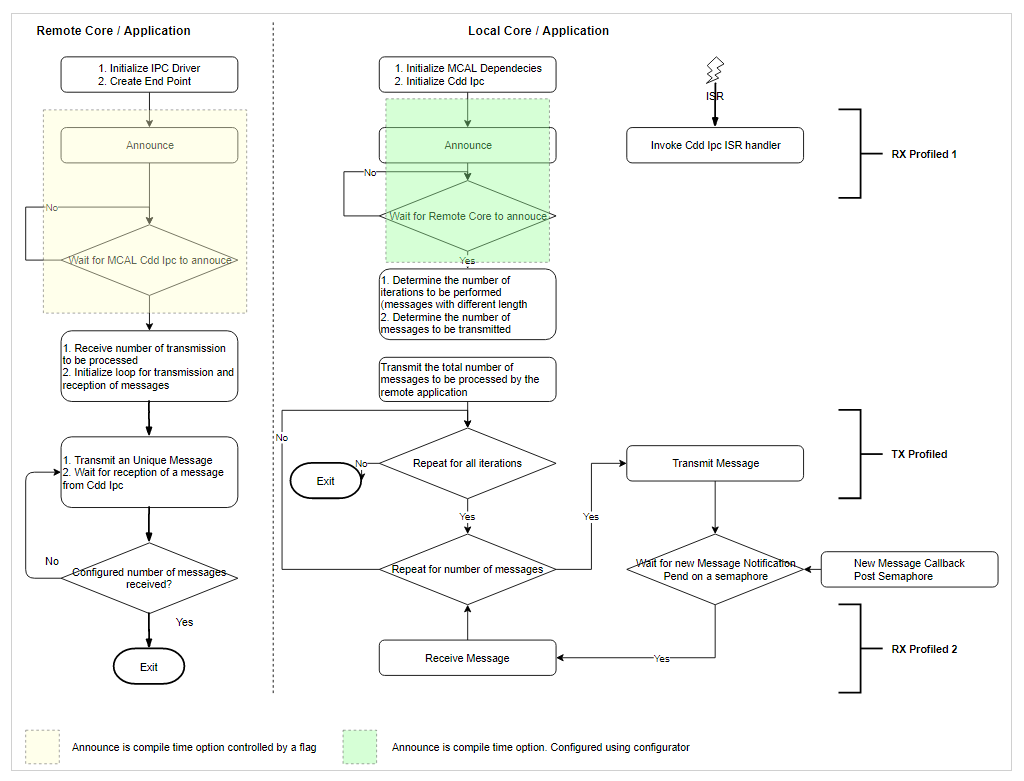 Remote Core / Application
1. Initialize IPC Driver
2. Create End Point
Announce
No
Wait for MCAL Cdd Ipc to annouce
1. Receive number of transmission
to be processed
2. Initialize loop for transmission and
reception of messages
1. Transmit an Unique Message
2. Wait for reception of a message
from Cdd Ipc
No
Configured number of messages
received?
Yes
Exit
Local Core / Application
1. Initialize MCAL Dependecies
2. Initialize Cdd Ipc
Announce
No
Wait for Remote Core to annouce
Yes
1. Determine the number of
iterations to be performed
(messages with different length
2. Determine the number of
messages to be transmitted
Transmit the total number of
messages to be processed by the
remote application
No
Repeat for all iterations
No
Exit
Yes
Repeat for number of messages
Yes
Receive Message
ISR
Invoke Cdd Ipc ISR handler
RX Profiled 1
Transmit Message
TX Profiled
Wait for new Message Notification
Pend on a semaphore
New Message Callback
Post Semaphore
Yes
RX Profiled 2
Announce is compile time option controlled by a flag
Announce is compile time option. Configured using configurator